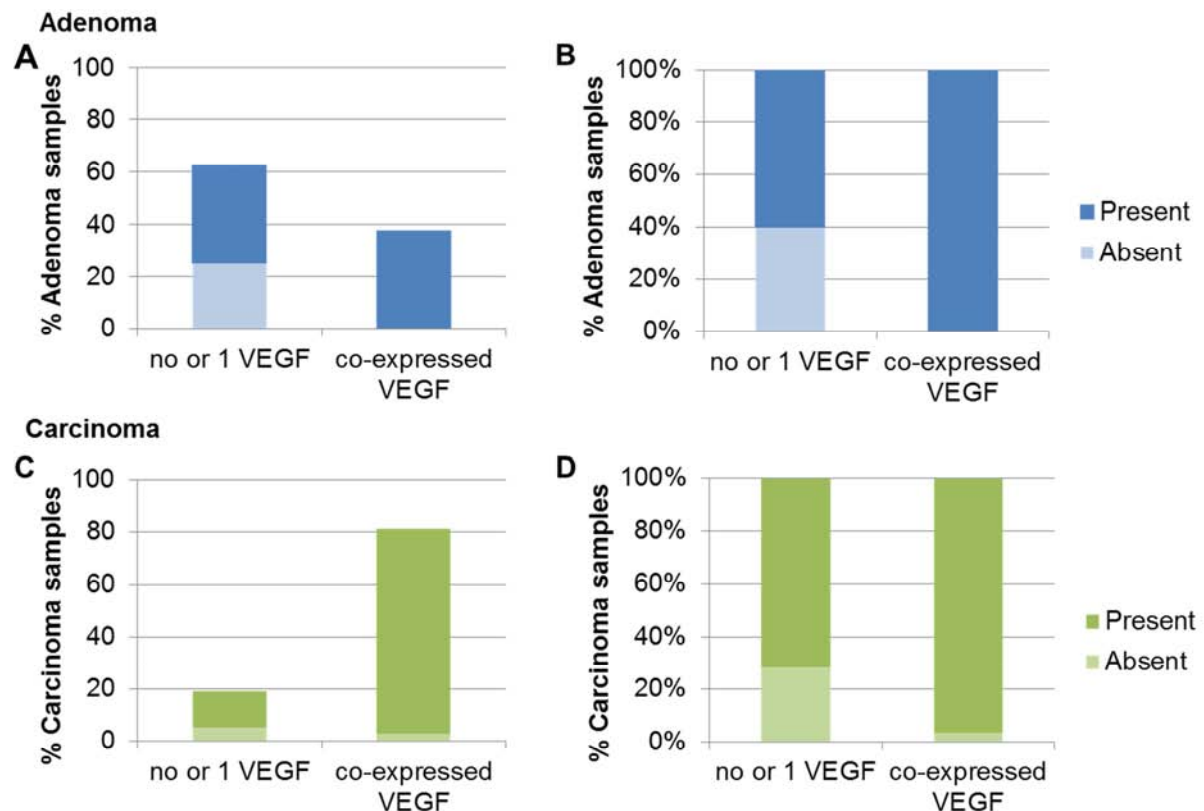 Adenoma
A
% Adenoma samples
100
80
60
40
20
0
no or 1 VEGF
co-expressed
VEGF
B
% Adenoma samples
100%
80%
60%
40%
20%
0%
no or 1 VEGF
co-expressed
VEGF
Present
Absent
Carcinoma
C
% Carcinoma samples
100
80
60
40
20
0
no or 1 VEGF
co-expressed
VEGF
D
% Carcinoma samples
100%
80%
60%
40%
20%
0%
no or 1 VEGF
co-expressed
VEGF
Present
Absent